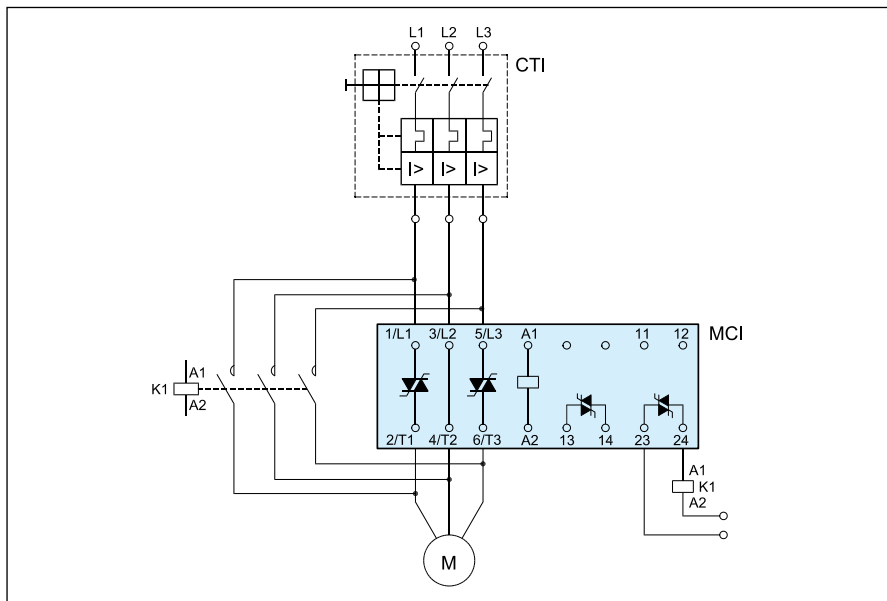 L1 L2 L3
CTI
I> I> I>
1/L1 3/L2 5/L3 A1 11 12
MCI
A1
K1
A2
2/T1 4/T2 6/T3 A2 13 14 23 24
A1
K1
A2
M